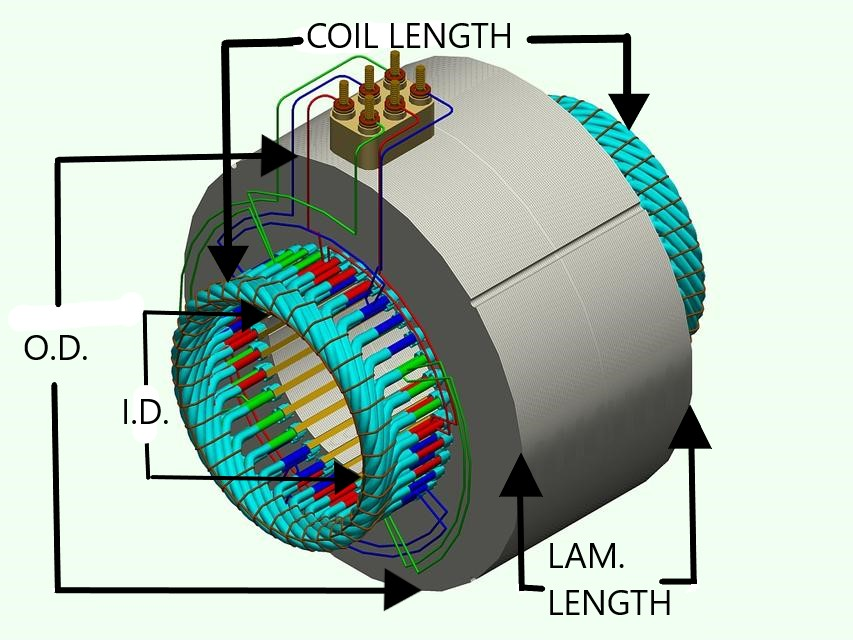 COIL LENGTH
O.D.
I.D.
LAM.
LENGTH